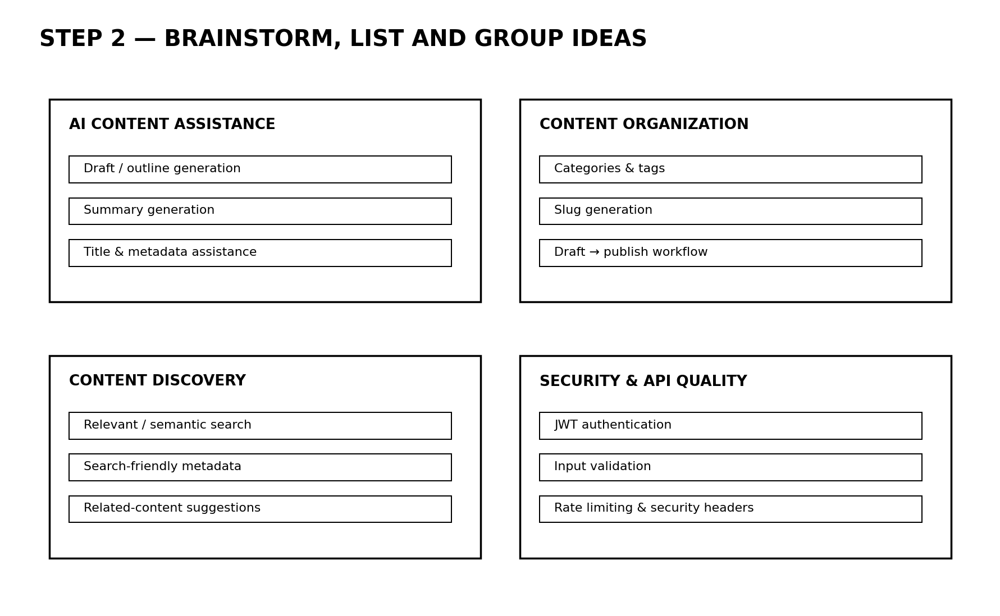 STEP 2 — BRAINSTORM, LIST AND GROUP IDEAS
AI CONTENT ASSISTANCE
Draft / outline generation
Summary generation
Title & metadata assistance
CONTENT ORGANIZATION
Categories & tags
Slug generation
Draft → publish workflow
CONTENT DISCOVERY
Relevant / semantic search
Search-friendly metadata
Related-content suggestions
SECURITY & API QUALITY
JWT authentication
Input validation
Rate limiting & security headers